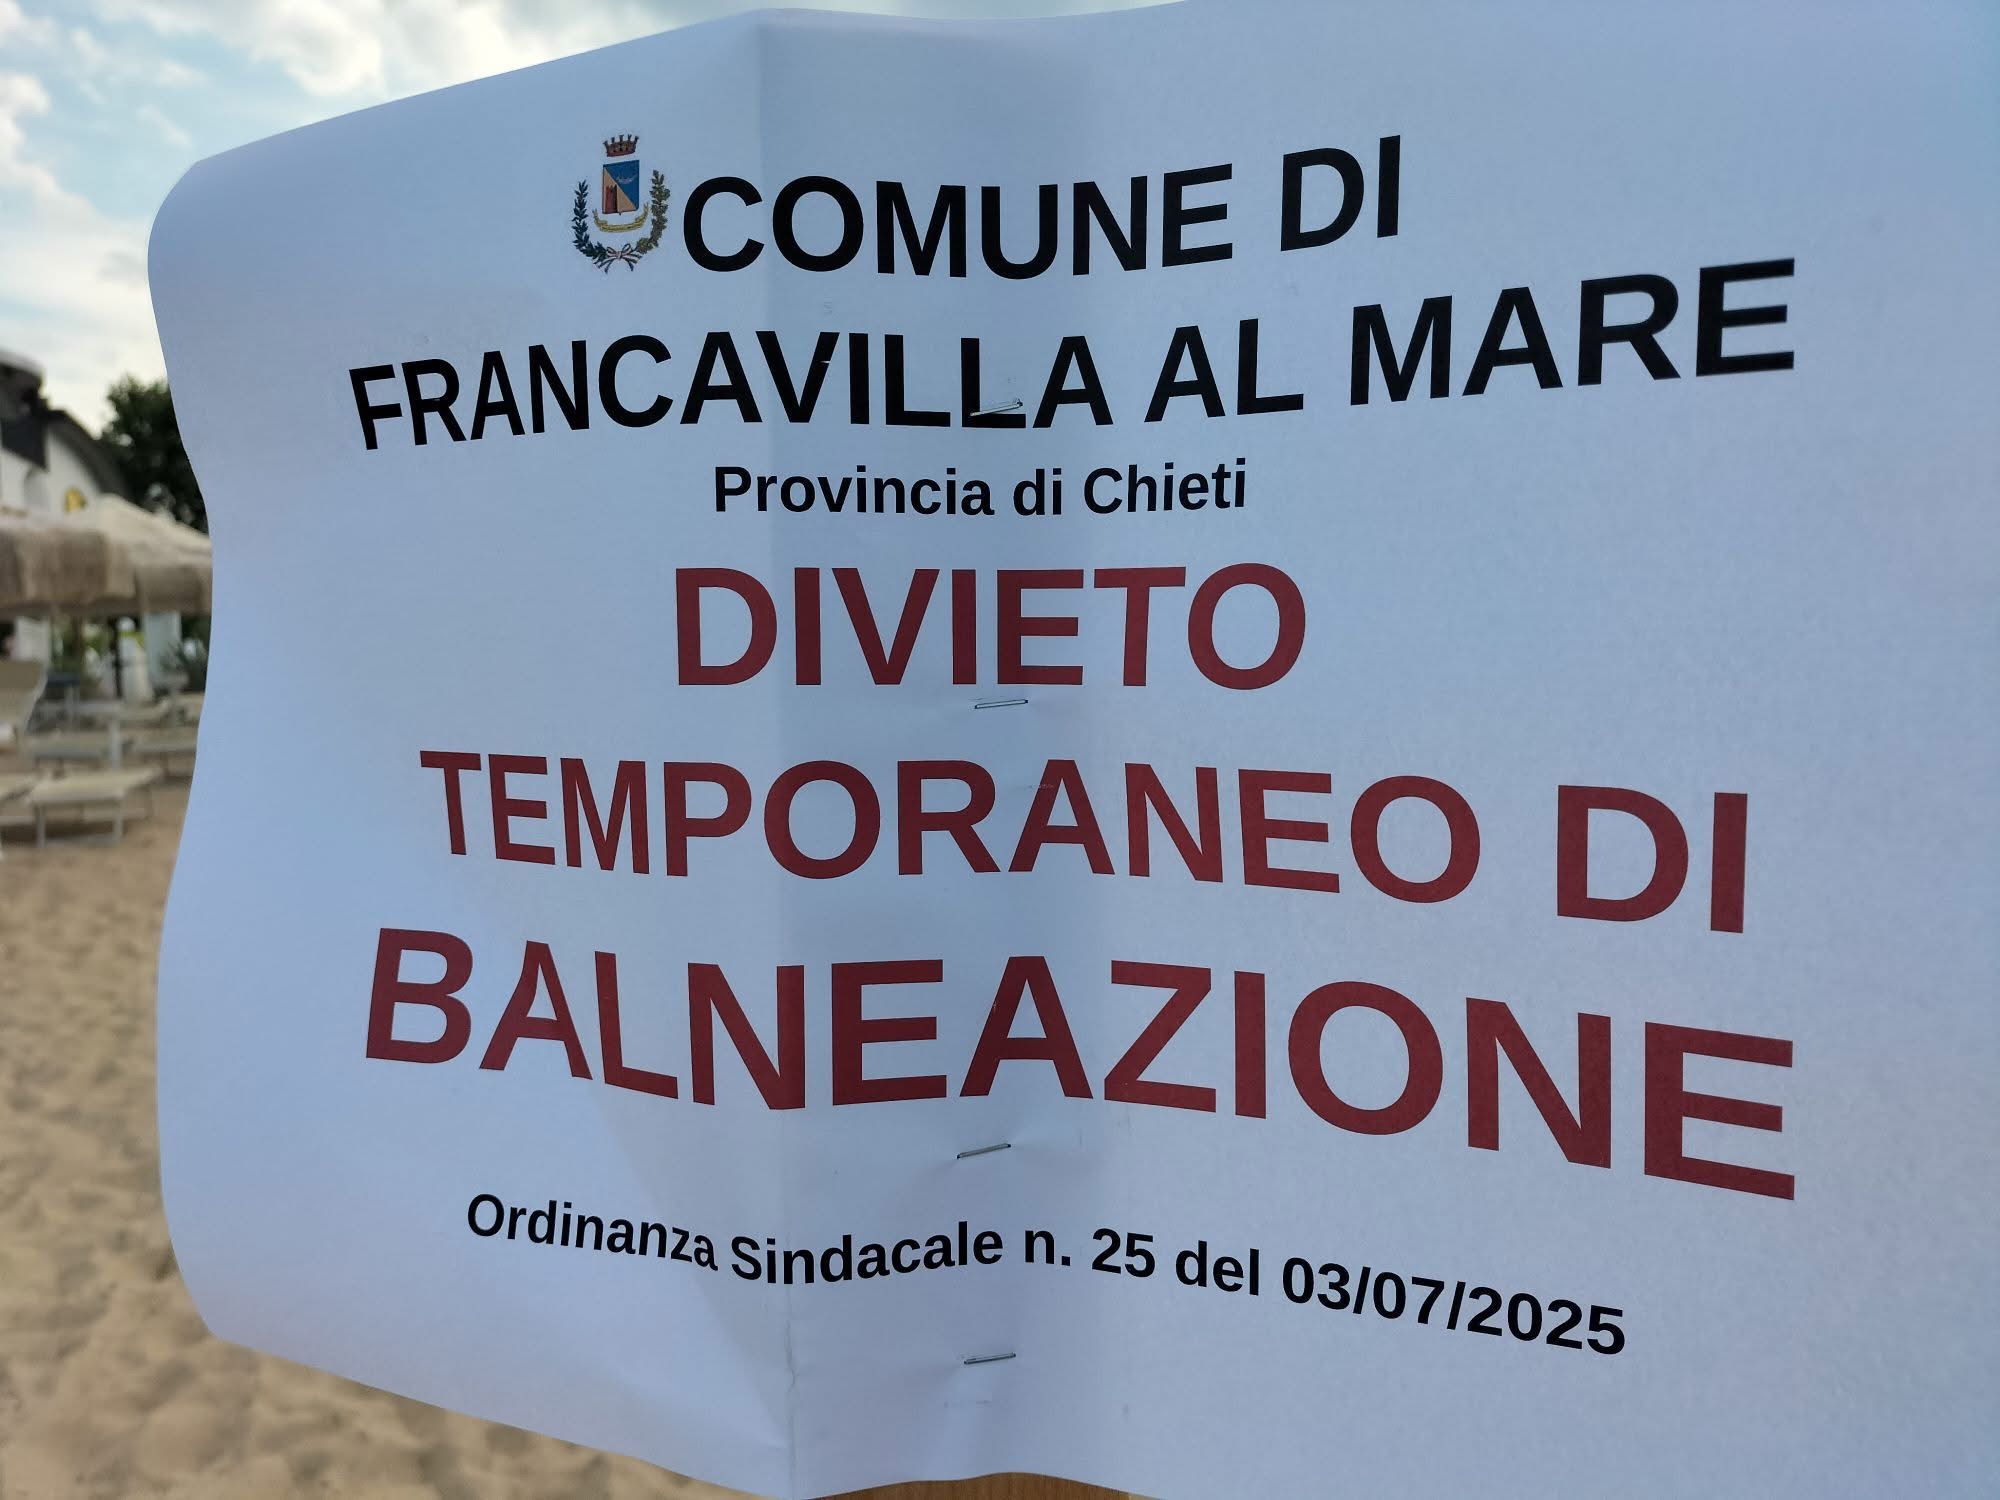 COMUNE DI
FRANCAVILLA AL MARE
Provincia di Chieti
DIVIETO
TEMPORANEO DI
BALNEAZIONE
Ordinanza Sindacale n. 25 del 03/07/2025